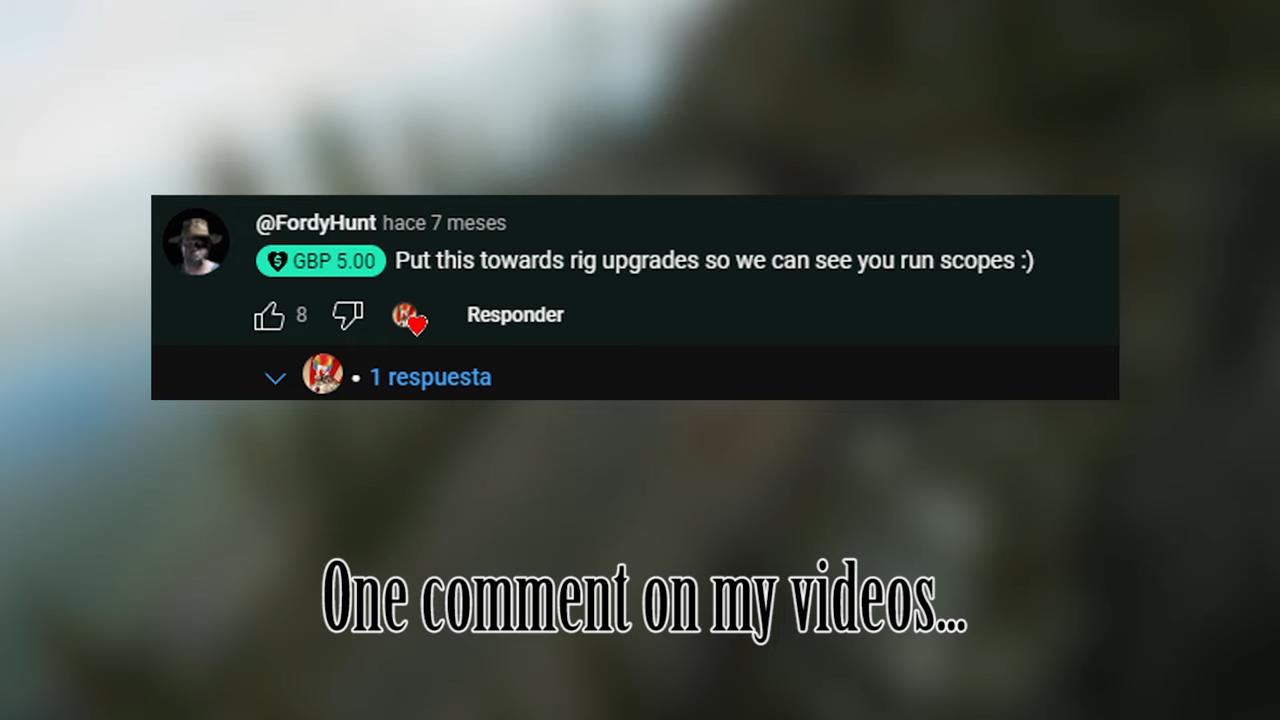 @FordyHunt hace 7 meses
GBP 5.00 Put this towards rig upgrades so we can see you run scopes :)
8 Responder
• 1 respuesta
One comment on my videos...